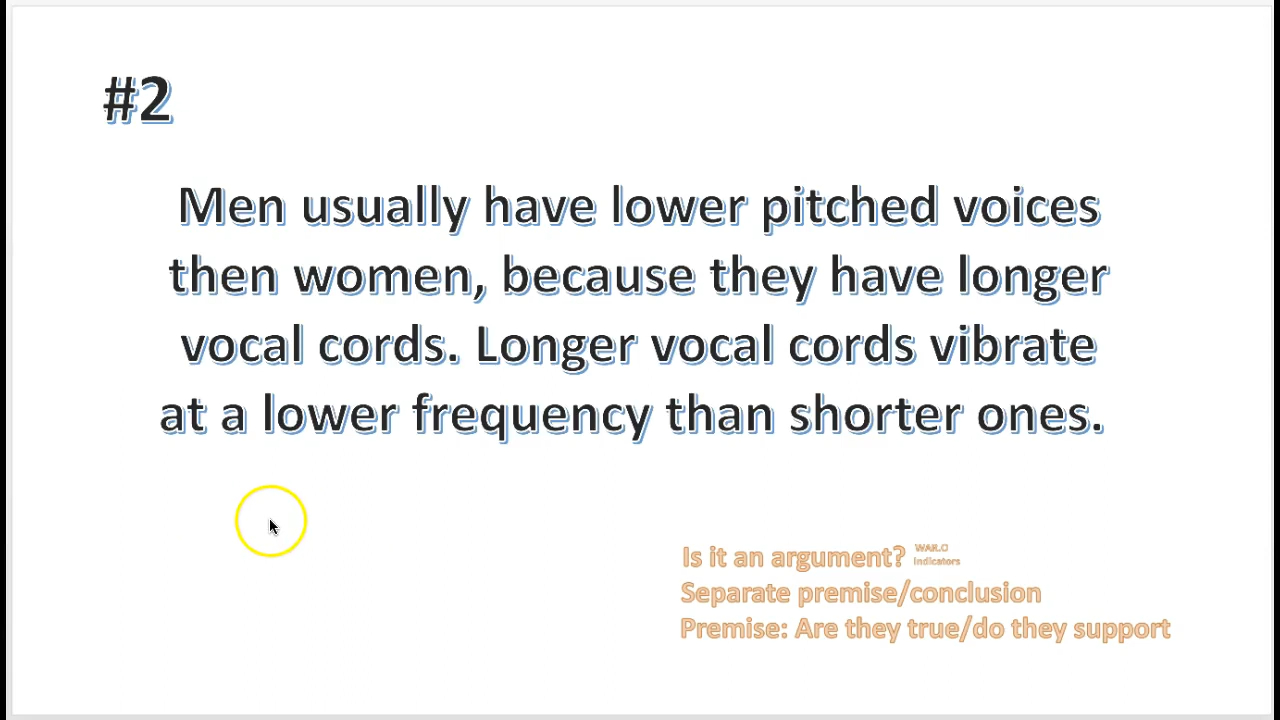 #2
Men usually have lower pitched voices
then women, because they have longer
vocal cords. Longer vocal cords vibrate
at a lower frequency than shorter ones.
Is it an argument? WAR.O
Indicators
Separate premise/conclusion
Premise: Are they true/do they support